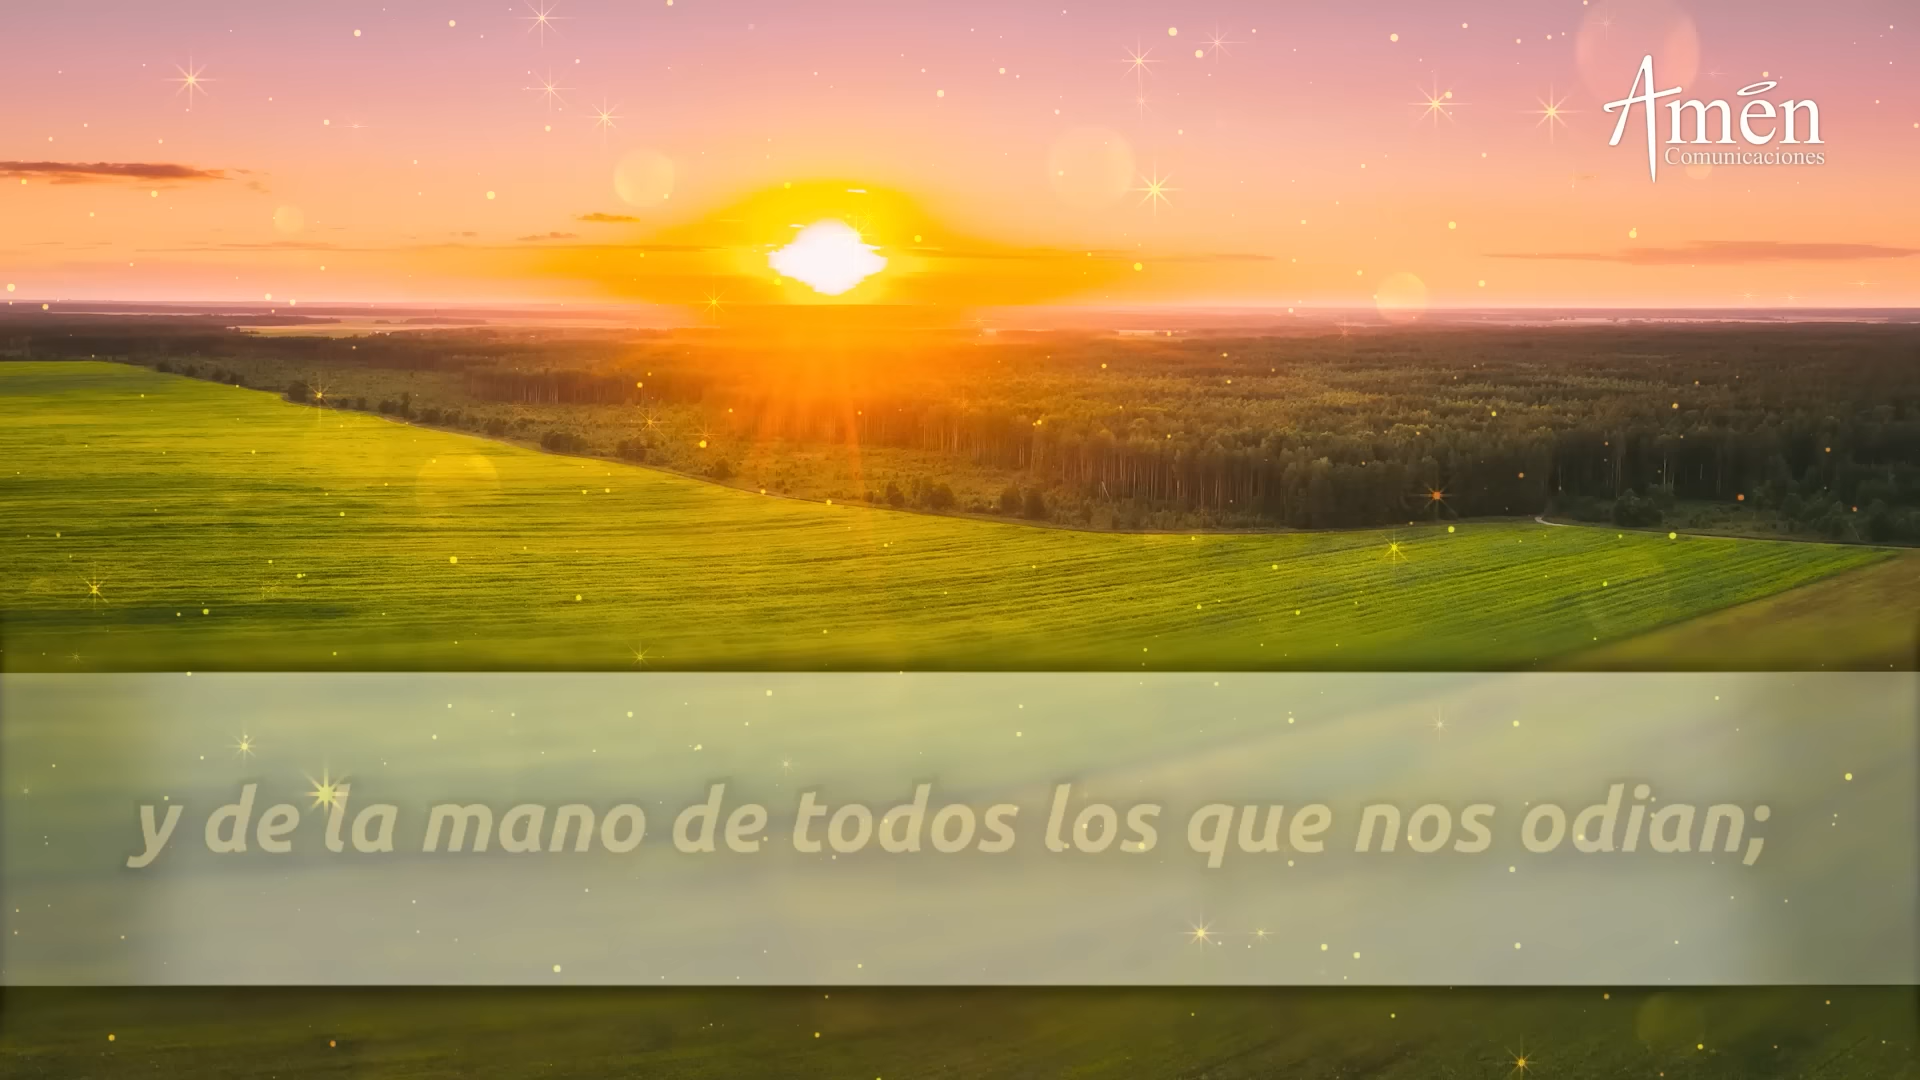 Amén
Comunicaciones
y de la mano de todos los que nos odian;